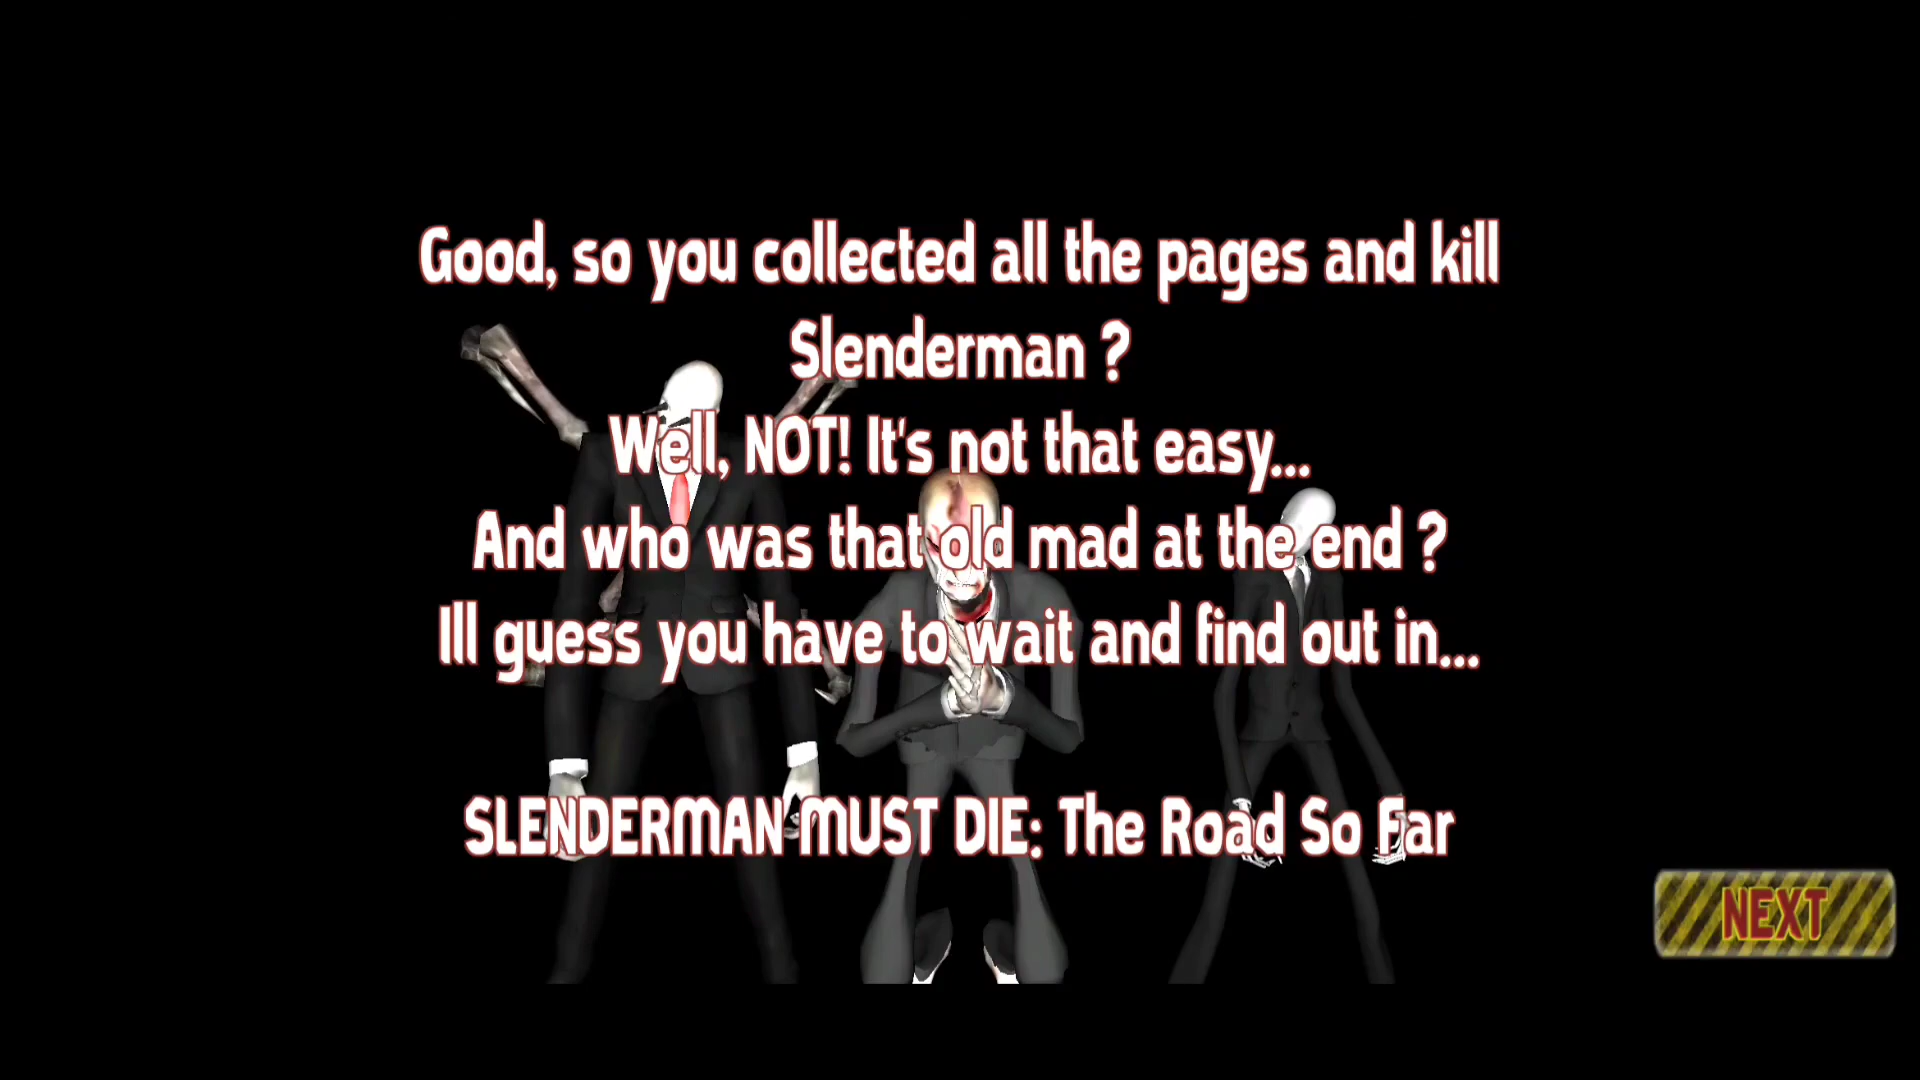 Good, so you collected all the pages and kill
Slenderman ?
Well, NOT! It's not that easy...
And who was that old mad at the end ?
Ill guess you have to wait and find out in...
SLENDERMAN MUST DIE: The Road So Far
NEXT